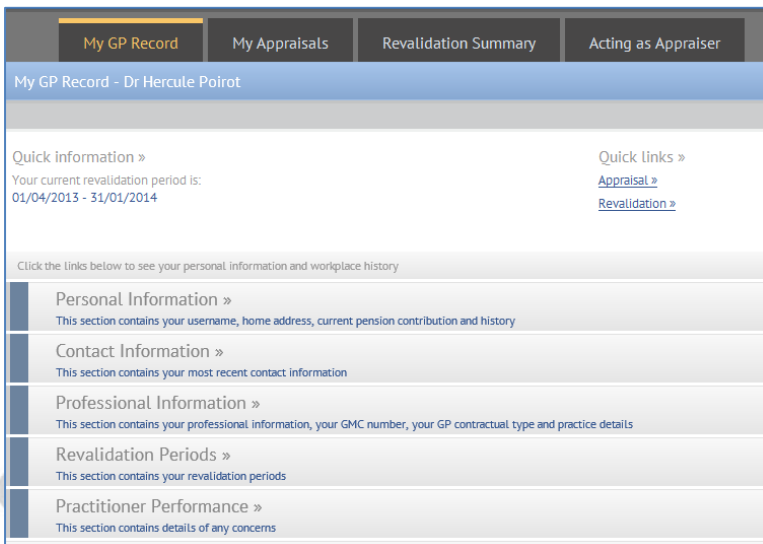 My GP Record My Appraisals Revalidation Summary Acting as Appraiser
My GP Record - Dr Hercule Poirot
Quick information »
Your current revalidation period is:
01/04/2013 - 31/01/2014
Quick links »
Appraisal »
Revalidation »
Click the links below to see your personal information and workplace history
Personal Information »
This section contains your username, home address, current pension contribution and history
Contact Information »
This section contains your most recent contact information
Professional Information »
This section contains your professional information, your GMC number, your GP contractual type and practice details
Revalidation Periods »
This section contains your revalidation periods
Practitioner Performance »
This section contains details of any concerns